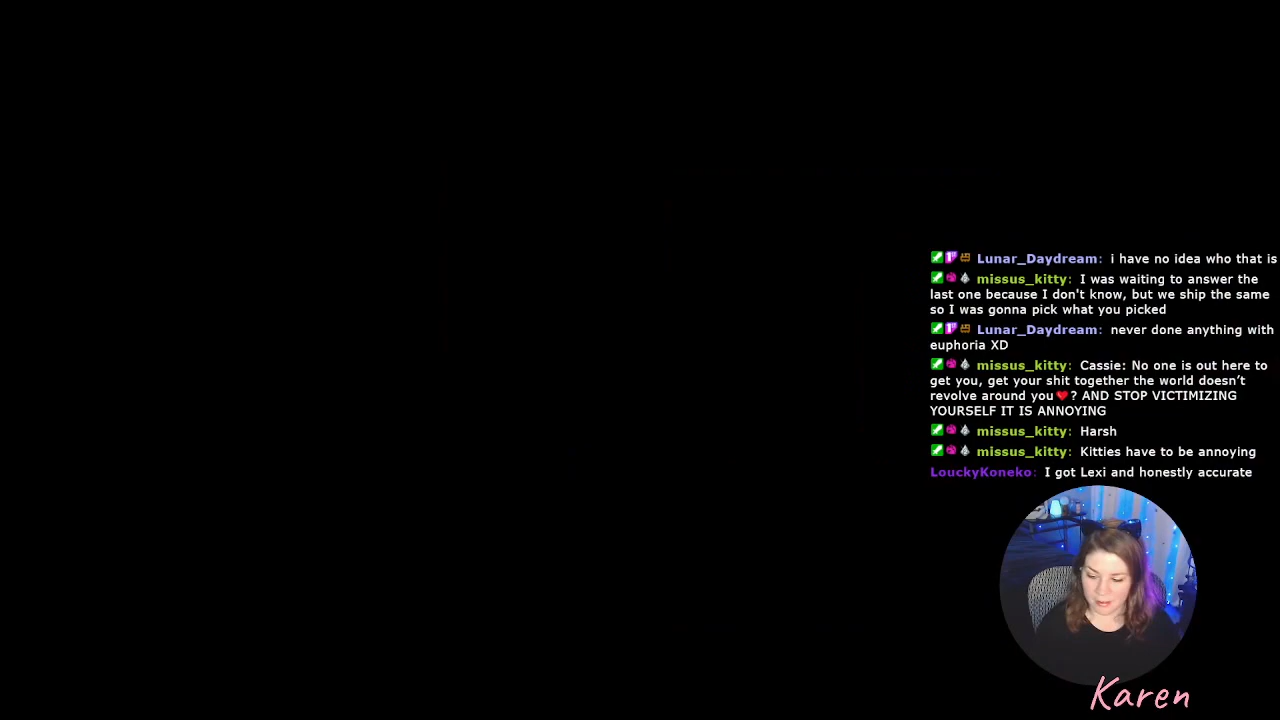 Lunar_Daydream: i have no idea who that is
missus_kitty: I was waiting to answer the
last one because I don't know, but we ship the same
so I was gonna pick what you picked
Lunar_Daydream: never done anything with
euphoria XD
missus_kitty: Cassie: No one is out here to
get you, get your shit together the world doesn’t
revolve around you❤️? AND STOP VICTIMIZING
YOURSELF IT IS ANNOYING
missus_kitty: Harsh
missus_kitty: Kitties have to be annoying
LouckyKoneko: I got Lexi and honestly accurate
Karen